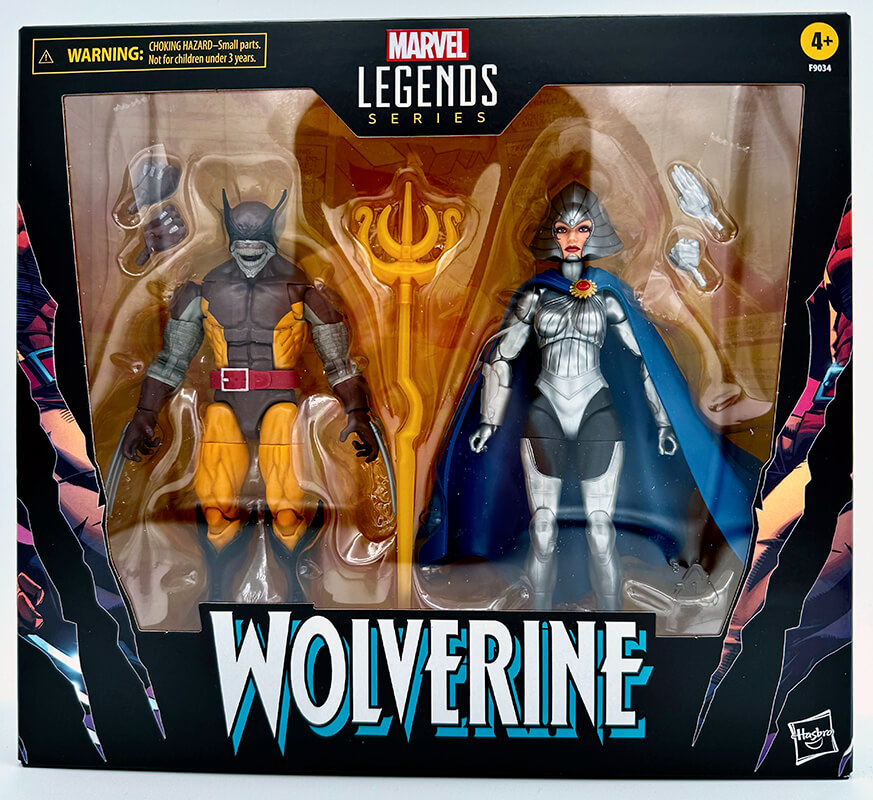 WARNING: CHOKING HAZARD–Small parts.
Not for children under 3 years.
MARVEL
LEGENDS
SERIES
4+
F9034
WOLVERINE
Hasbro